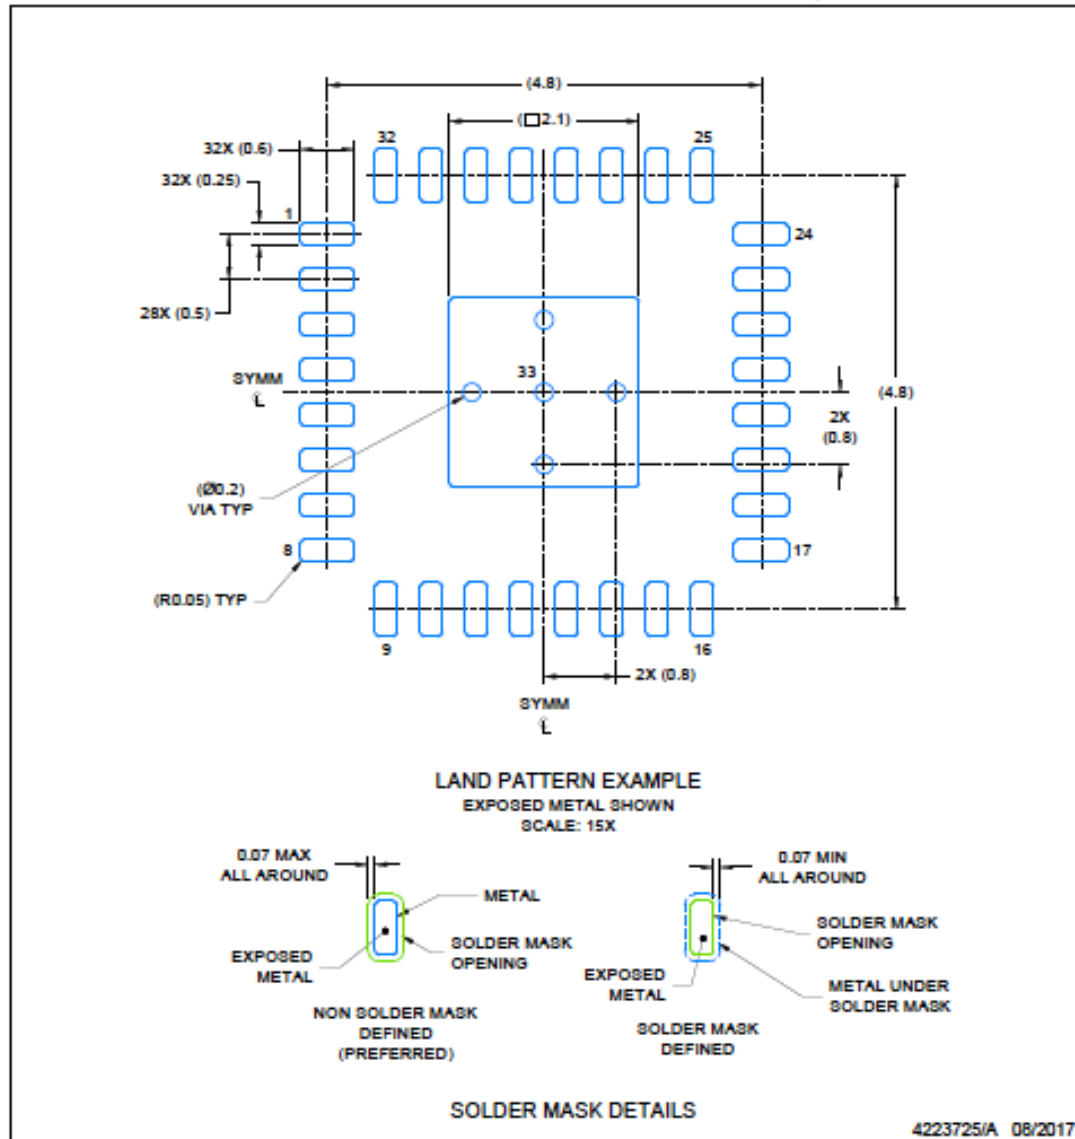 (4.8)
(□2.1)
32X (0.6)
32
25
32X (0.25)
1
24
28X (0.5)
SYMM
℄
33
(4.8)
2X
(0.8)
(Ø0.2)
VIA TYP
8
17
(R0.05) TYP
9
16
2X (0.8)
SYMM
℄
LAND PATTERN EXAMPLE
EXPOSED METAL SHOWN
SCALE: 15X
0.07 MAX
ALL AROUND
METAL
EXPOSED
METAL
SOLDER MASK
OPENING
NON SOLDER MASK
DEFINED
(PREFERRED)
0.07 MIN
ALL AROUND
SOLDER MASK
OPENING
EXPOSED
METAL
METAL UNDER
SOLDER MASK
SOLDER MASK
DEFINED
SOLDER MASK DETAILS
4223725/A 08/2017